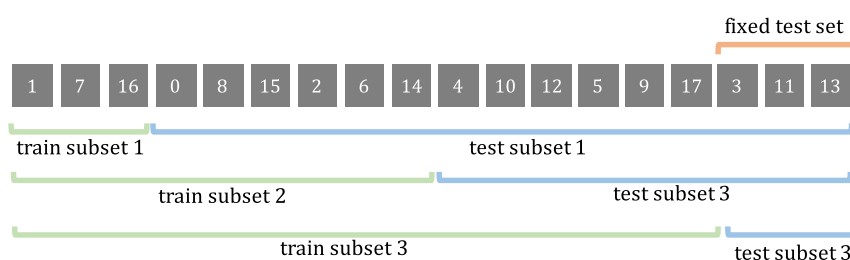 fixed test set
1 7 16 0 8 15 2 6 14 4 10 12 5 9 17 3 11 13
train subset 1 test subset 1
train subset 2 test subset 3
train subset 3 test subset 3